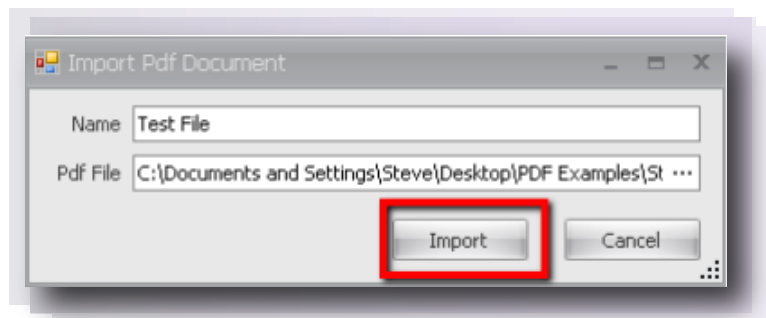 Import Pdf Document
Name Test File
Pdf File C:\Documents and Settings\Steve\Desktop\PDF Examples\St ...
Import Cancel